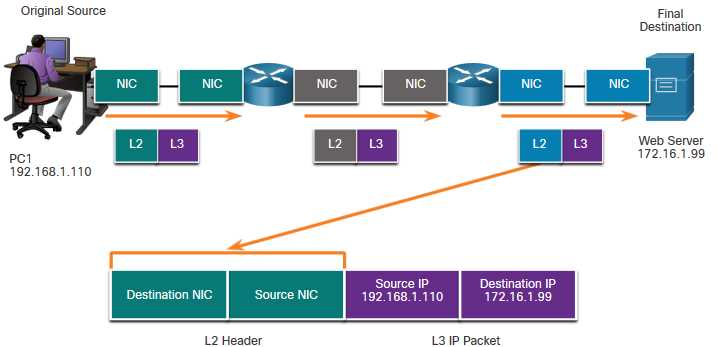 Original Source
Final
Destination
NIC NIC NIC NIC NIC NIC
L2 L3 L2 L3 L2 L3
PC1
192.168.1.110
Web Server
172.16.1.99
Destination NIC
Source NIC
Source IP
192.168.1.110
Destination IP
172.16.1.99
L2 Header
L3 IP Packet